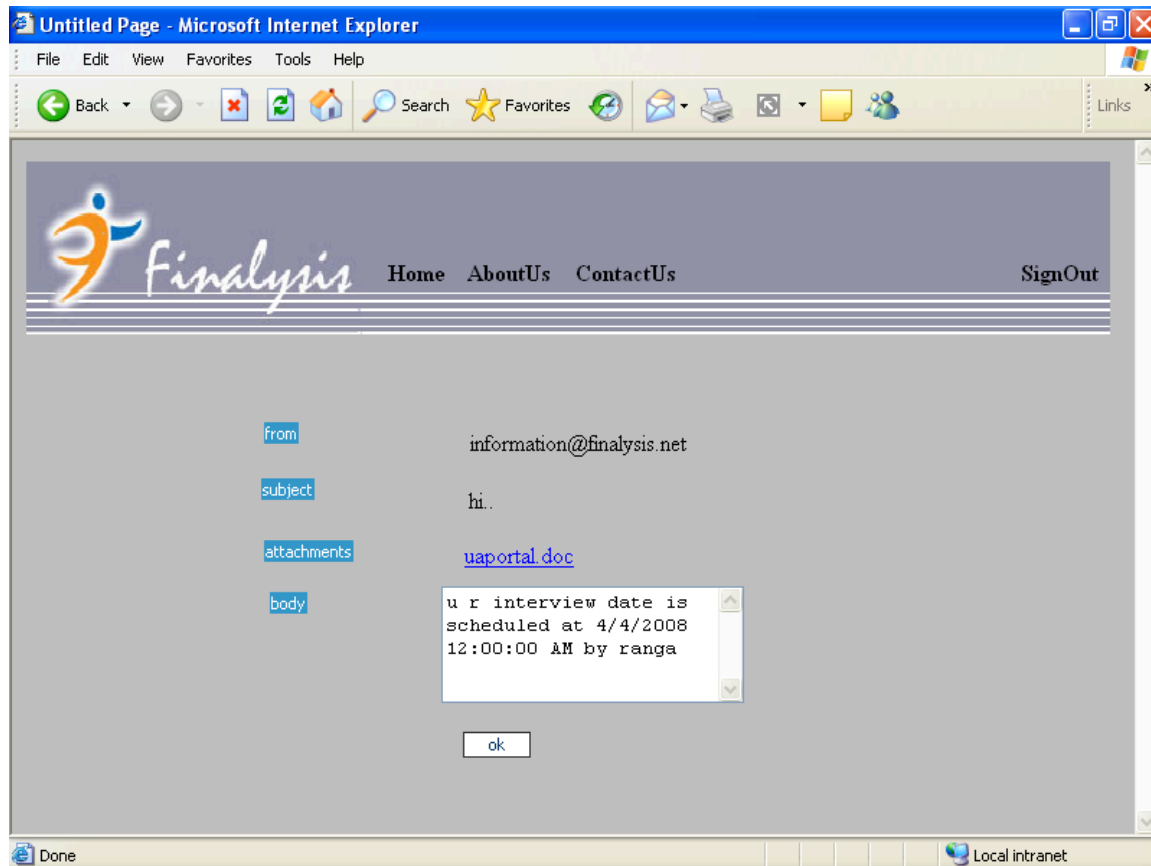 Untitled Page - Microsoft Internet Explorer
File Edit View Favorites Tools Help
Back Search Favorites Links
Finalysis Home AboutUs ContactUs SignOut
from information@finalysis.net
subject hi..
attachments uaportal.doc
body
u r interview date is
scheduled at 4/4/2008
12:00:00 AM by ranga
ok
Done Local intranet